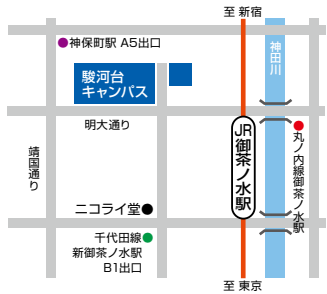 至 新宿
神保町駅 A5出口
神田川
駿河台
キャンパス
明大通り
JR御茶ノ水駅
丸ノ内線御茶ノ水駅
靖国通り
ニコライ堂
千代田線
新御茶ノ水駅
B1出口
至 東京